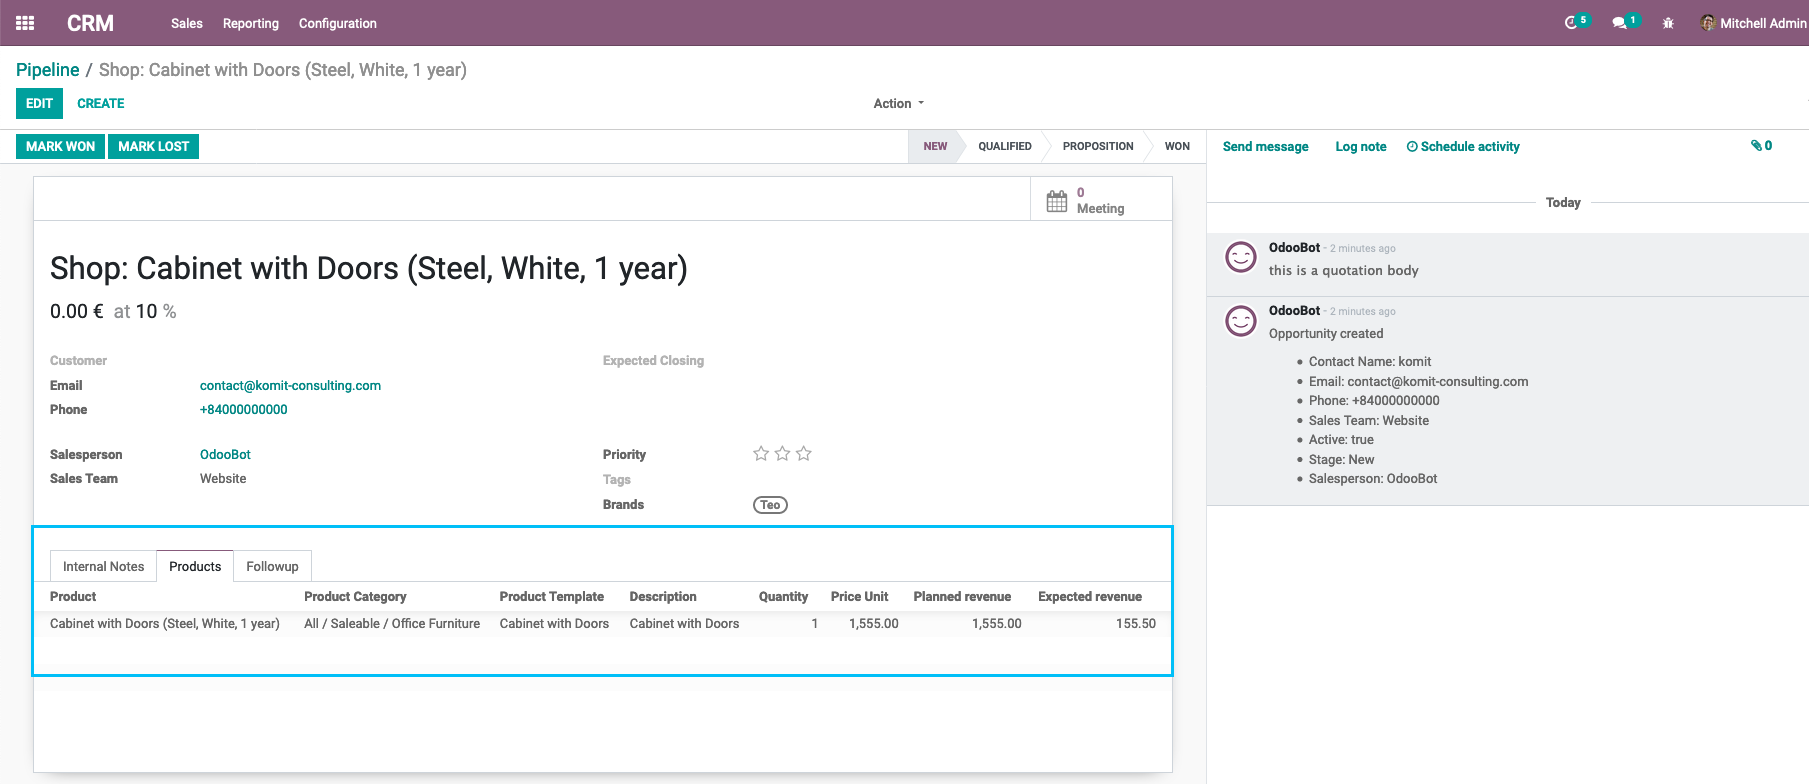 CRM Sales Reporting Configuration 5 1 Mitchell Admin
Pipeline / Shop: Cabinet with Doors (Steel, White, 1 year)
EDIT CREATE Action
MARK WON MARK LOST NEW QUALIFIED PROPOSITION WON
Send message Log note Schedule activity 0
0
Meeting
Shop: Cabinet with Doors (Steel, White, 1 year)
0.00 € at 10 %
Customer Expected Closing
Email contact@komit-consulting.com
Phone +84000000000
Salesperson OdooBot Priority
Sales Team Website Tags
Brands Teo
Internal Notes Products Followup
Product Product Category Product Template Description Quantity Price Unit Planned revenue Expected revenue
Cabinet with Doors (Steel, White, 1 year) All / Saleable / Office Furniture Cabinet with Doors Cabinet with Doors 1 1,555.00 1,555.00 155.50
Today
OdooBot - 2 minutes ago
this is a quotation body
OdooBot - 2 minutes ago
Opportunity created
• Contact Name: komit
• Email: contact@komit-consulting.com
• Phone: +84000000000
• Sales Team: Website
• Active: true
• Stage: New
• Salesperson: OdooBot